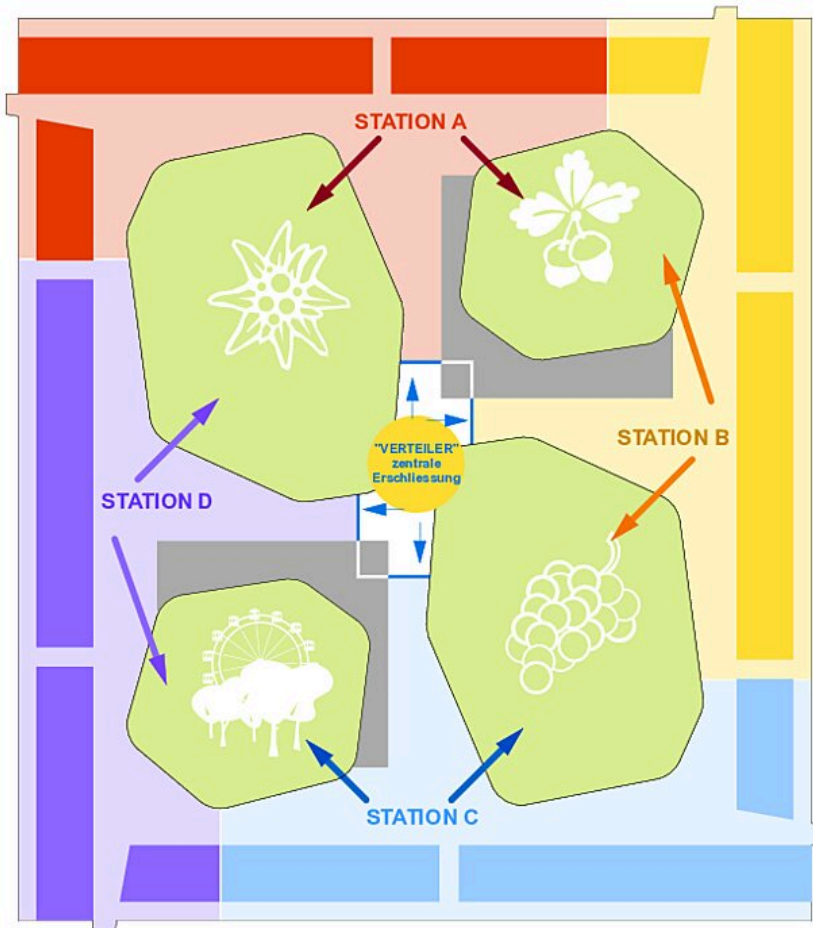 STATION A
STATION B
"VERTEILER"
zentrale
Erschliessung
STATION D
STATION C